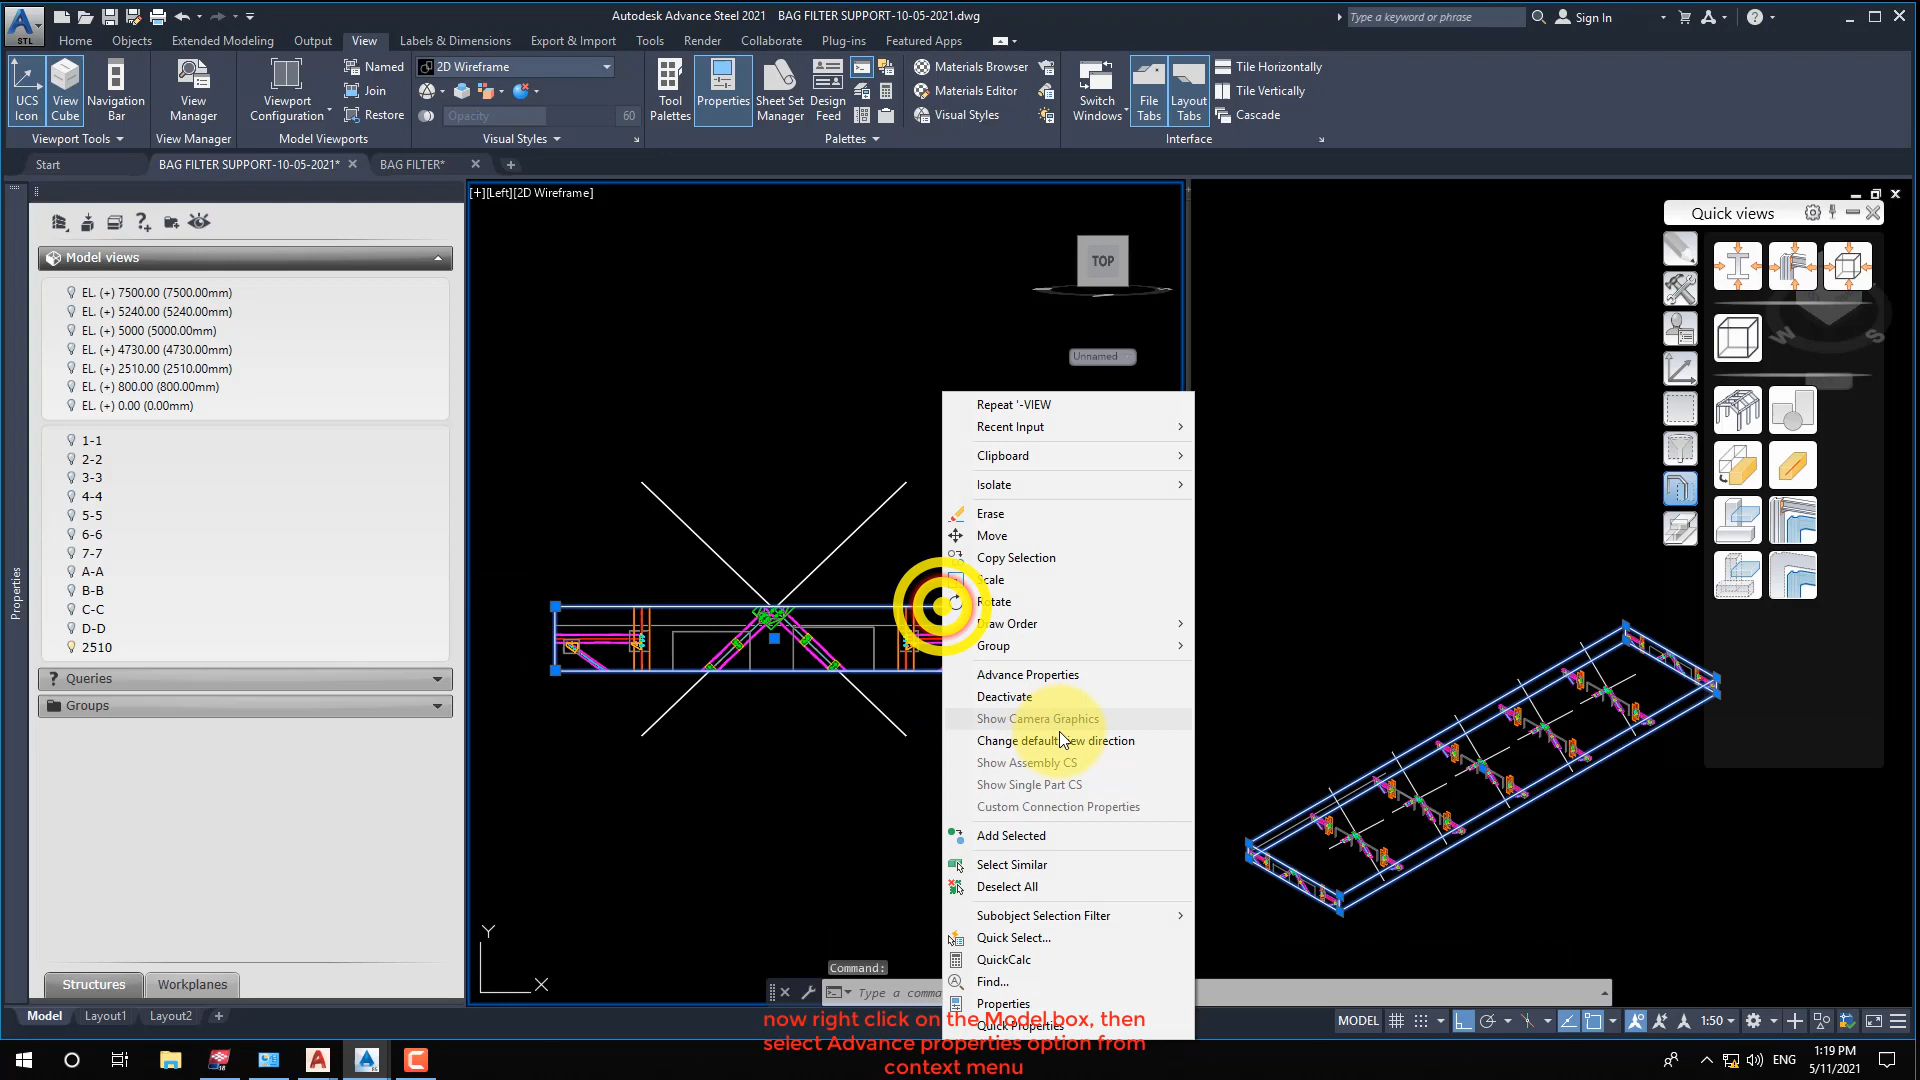 STL
Autodesk Advance Steel 2021 BAG FILTER SUPPORT-10-05-2021.dwg
Type a keyword or phrase
Sign In
Home Objects Extended Modeling Output View Labels & Dimensions Export & Import Tools Render Collaborate Plug-ins Featured Apps
UCS Icon
View Cube
Navigation Bar
View Manager
Viewport Configuration
Named
Join
Restore
2D Wireframe
Opacity 60
Tool Palettes
Properties
Sheet Set Manager
Design Feed
Materials Browser
Materials Editor
Visual Styles
Switch Windows
File Tabs
Layout Tabs
Tile Horizontally
Tile Vertically
Cascade
Viewport Tools View Manager Model Viewports Visual Styles Palettes Interface
Start BAG FILTER SUPPORT-10-05-2021* BAG FILTER*
[+][Left][2D Wireframe]
Model views
EL. (+) 7500.00 (7500.00mm)
EL. (+) 5240.00 (5240.00mm)
EL. (+) 5000 (5000.00mm)
EL. (+) 4730.00 (4730.00mm)
EL. (+) 2510.00 (2510.00mm)
EL. (+) 800.00 (800.00mm)
EL. (+) 0.00 (0.00mm)
1-1
2-2
3-3
4-4
5-5
6-6
7-7
A-A
B-B
C-C
D-D
2510
Queries
Groups
Properties
Structures Workplanes
TOP
Unnamed
Quick views
W S
Repeat '-VIEW
Recent Input
Clipboard
Isolate
Erase
Move
Copy Selection
Scale
Rotate
Draw Order
Group
Advance Properties
Deactivate
Show Camera Graphics
Change default view direction
Show Assembly CS
Show Single Part CS
Custom Connection Properties
Add Selected
Select Similar
Deselect All
Subobject Selection Filter
Quick Select...
QuickCalc
Find...
Properties
Quick Properties
Y
X
Command:
Type a comma
Model Layout1 Layout2
MODEL 1:50
now right click on the Model box, then
select Advance properties option from
context menu
ENG
1:19 PM
5/11/2021